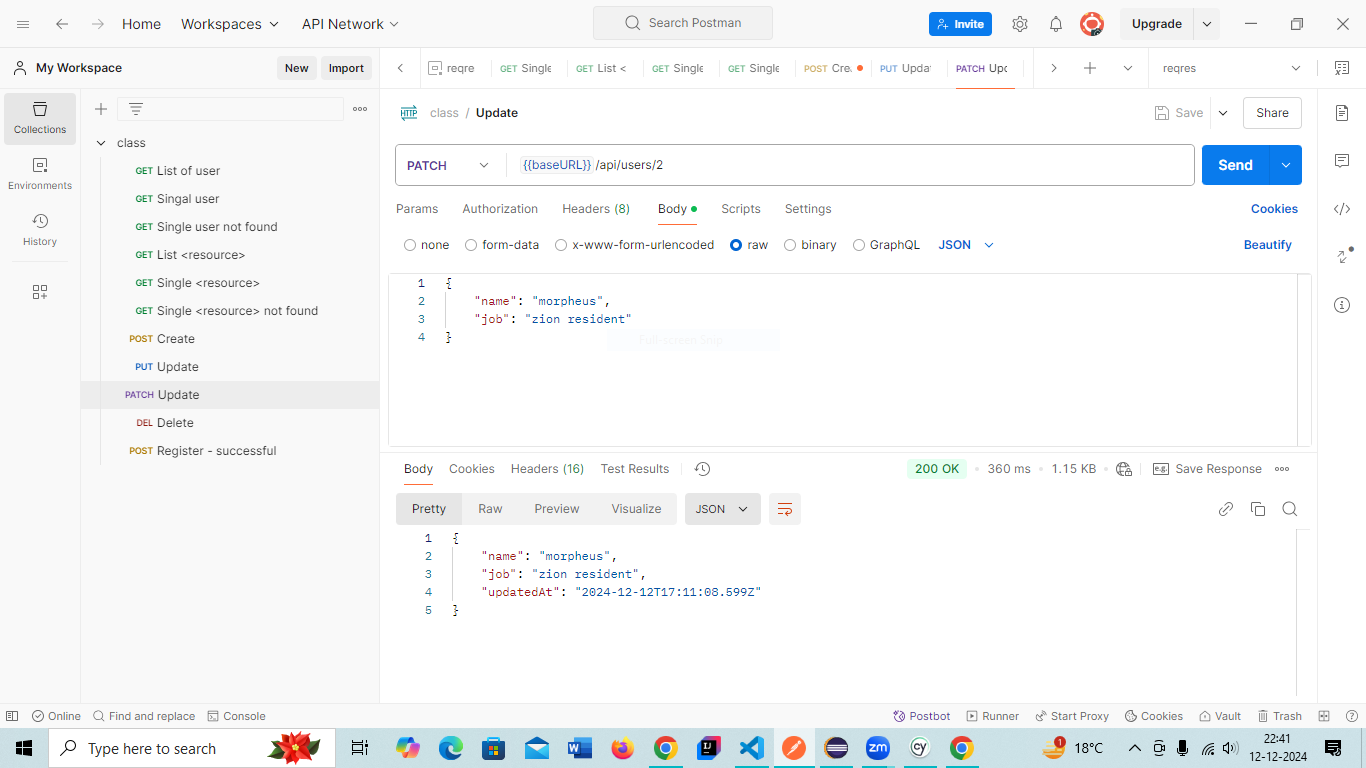 Home Workspaces API Network Search Postman Invite Upgrade
My Workspace New Import reqre GET Single GET List < GET Single GET Single POST Cre PUT Updat PATCH Upd reqres
Collections
Environments
History
class
GET List of user
GET Singal user
GET Single user not found
GET List <resource>
GET Single <resource>
GET Single <resource> not found
POST Create
PUT Update
PATCH Update
DEL Delete
POST Register - successful
HTTP class / Update Save Share
PATCH {{baseURL}} /api/users/2 Send
Params Authorization Headers (8) Body Scripts Settings Cookies
none form-data x-www-form-urlencoded raw binary GraphQL JSON Beautify
1 {
2 "name": "morpheus",
3 "job": "zion resident"
4 }
Full-screen Snip
Body Cookies Headers (16) Test Results 200 OK 360 ms 1.15 KB e.g. Save Response
Pretty Raw Preview Visualize JSON
1 {
2 "name": "morpheus",
3 "job": "zion resident",
4 "updatedAt": "2024-12-12T17:11:08.599Z"
5 }
Online Find and replace Console Postbot Runner Start Proxy Cookies Vault Trash
Type here to search W IJ zm cy 1 18°C 22:41
12-12-2024